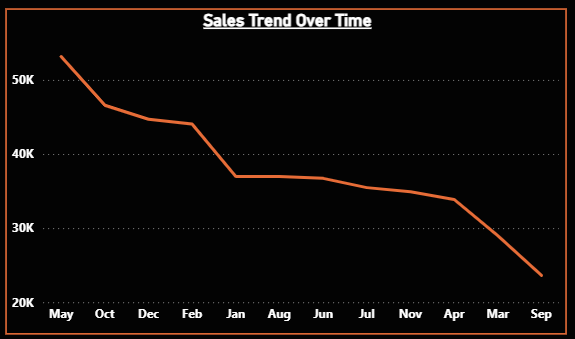 Sales Trend Over Time
50K
40K
30K
20K
May Oct Dec Feb Jan Aug Jun Jul Nov Apr Mar Sep